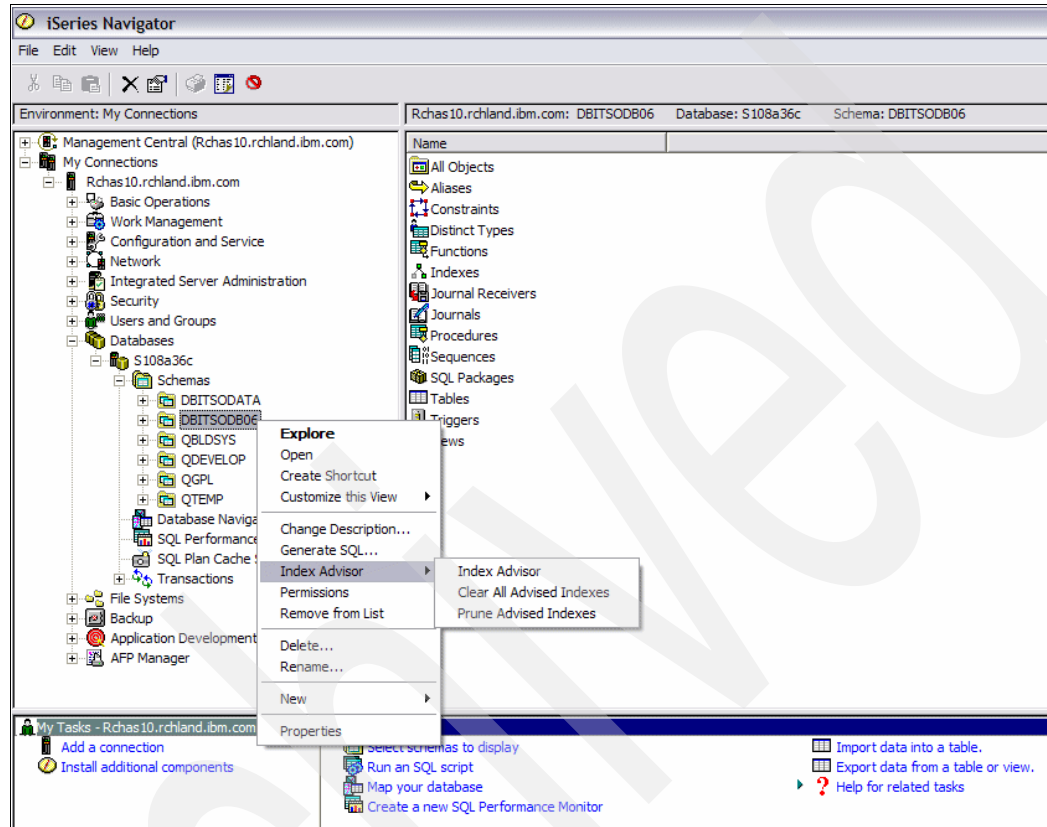 iSeries Navigator
File Edit View Help
Environment: My Connections
Rchas10.rchland.ibm.com: DBITSODB06 Database: S108a36c Schema: DBITSODB06
Management Central (Rchas10.rchland.ibm.com)
My Connections
Rchas10.rchland.ibm.com
Basic Operations
Work Management
Configuration and Service
Network
Integrated Server Administration
Security
Users and Groups
Databases
S108a36c
Schemas
DBITSODATA
DBITSODB06
QBLDSYS
QDEVELOP
QGPL
QTEMP
Database Naviga
SQL Performance
SQL Plan Cache
Transactions
File Systems
Backup
Application Development
AFP Manager
Name
All Objects
Aliases
Constraints
Distinct Types
Functions
Indexes
Journal Receivers
Journals
Procedures
Sequences
SQL Packages
Tables
Triggers
ews
Explore
Open
Create Shortcut
Customize this View
Change Description...
Generate SQL...
Index Advisor
Permissions
Remove from List
Delete...
Rename...
New
Properties
Index Advisor
Clear All Advised Indexes
Prune Advised Indexes
My Tasks - Rchas10.rchland.ibm.com
Add a connection
Install additional components
Select schemas to display
Run an SQL script
Map your database
Create a new SQL Performance Monitor
Import data into a table.
Export data from a table or view.
Help for related tasks